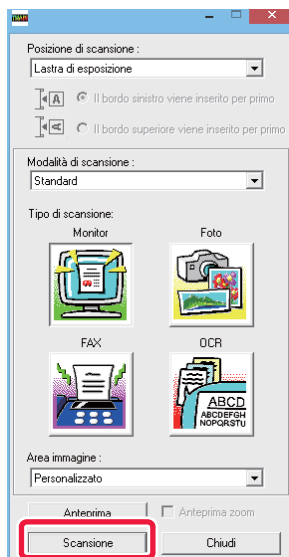 TWAIN
Posizione di scansione :
Lastra di esposizione
A
Il bordo sinistro viene inserito per primo
A
Il bordo superiore viene inserito per primo
Modalità di scansione :
Standard
Tipo di scansione:
Monitor
Foto
FAX
OCR
ABCD
ABCDEFGH
NOPQRSTU
Area immagine :
Personalizzato
Anteprima
Anteprima zoom
Scansione
Chiudi